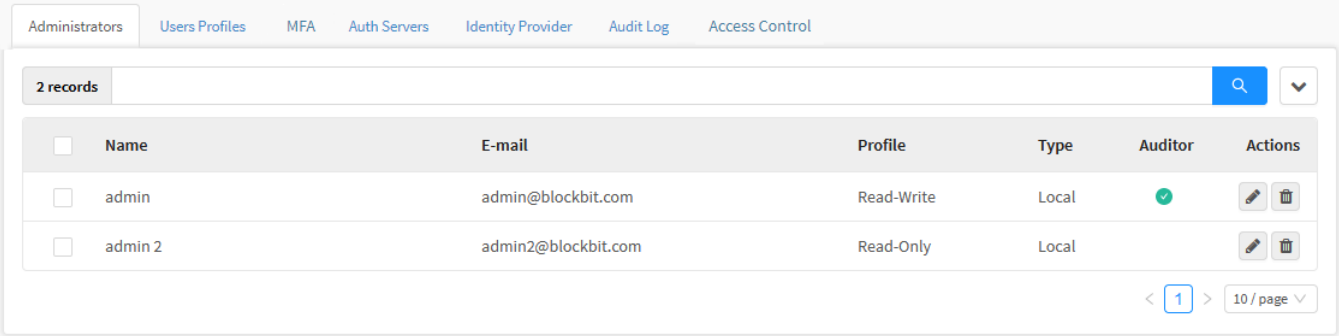 Administrators Users Profiles MFA Auth Servers Identity Provider Audit Log Access Control
2 records
Name E-mail Profile Type Auditor Actions
admin admin@blockbit.com Read-Write Local
admin 2 admin2@blockbit.com Read-Only Local
< 1 > 10 / page